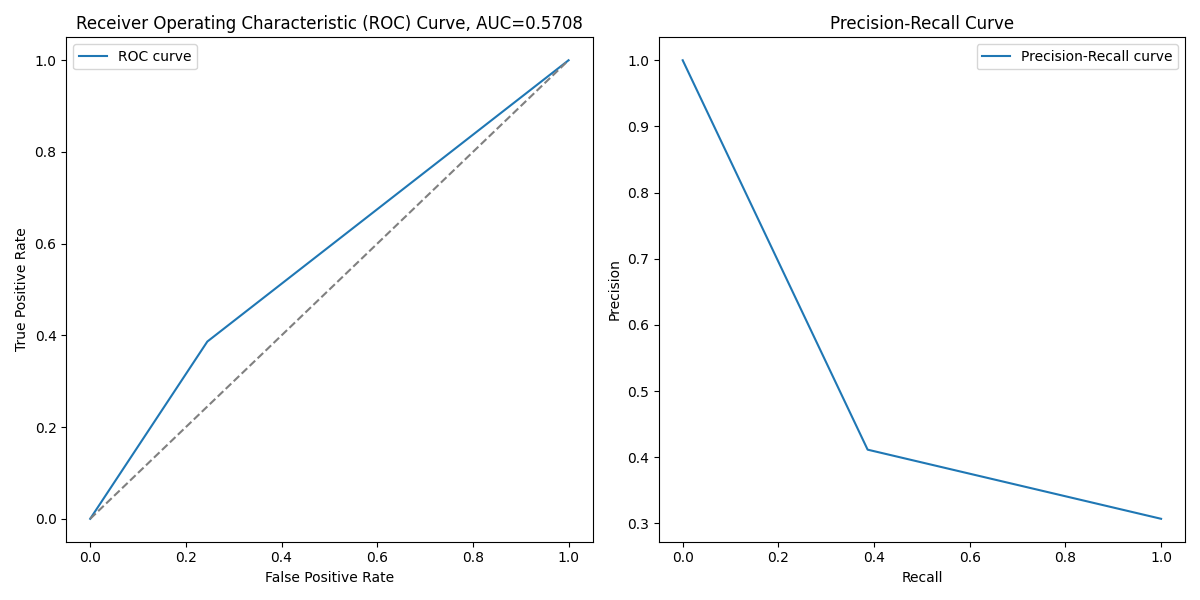 Receiver Operating Characteristic (ROC) Curve, AUC=0.5708
ROC curve
True Positive Rate
1.0
0.8
0.6
0.4
0.2
0.0
0.0 0.2 0.4 0.6 0.8 1.0
False Positive Rate
Precision-Recall Curve
Precision-Recall curve
Precision
1.0
0.9
0.8
0.7
0.6
0.5
0.4
0.3
0.0 0.2 0.4 0.6 0.8 1.0
Recall